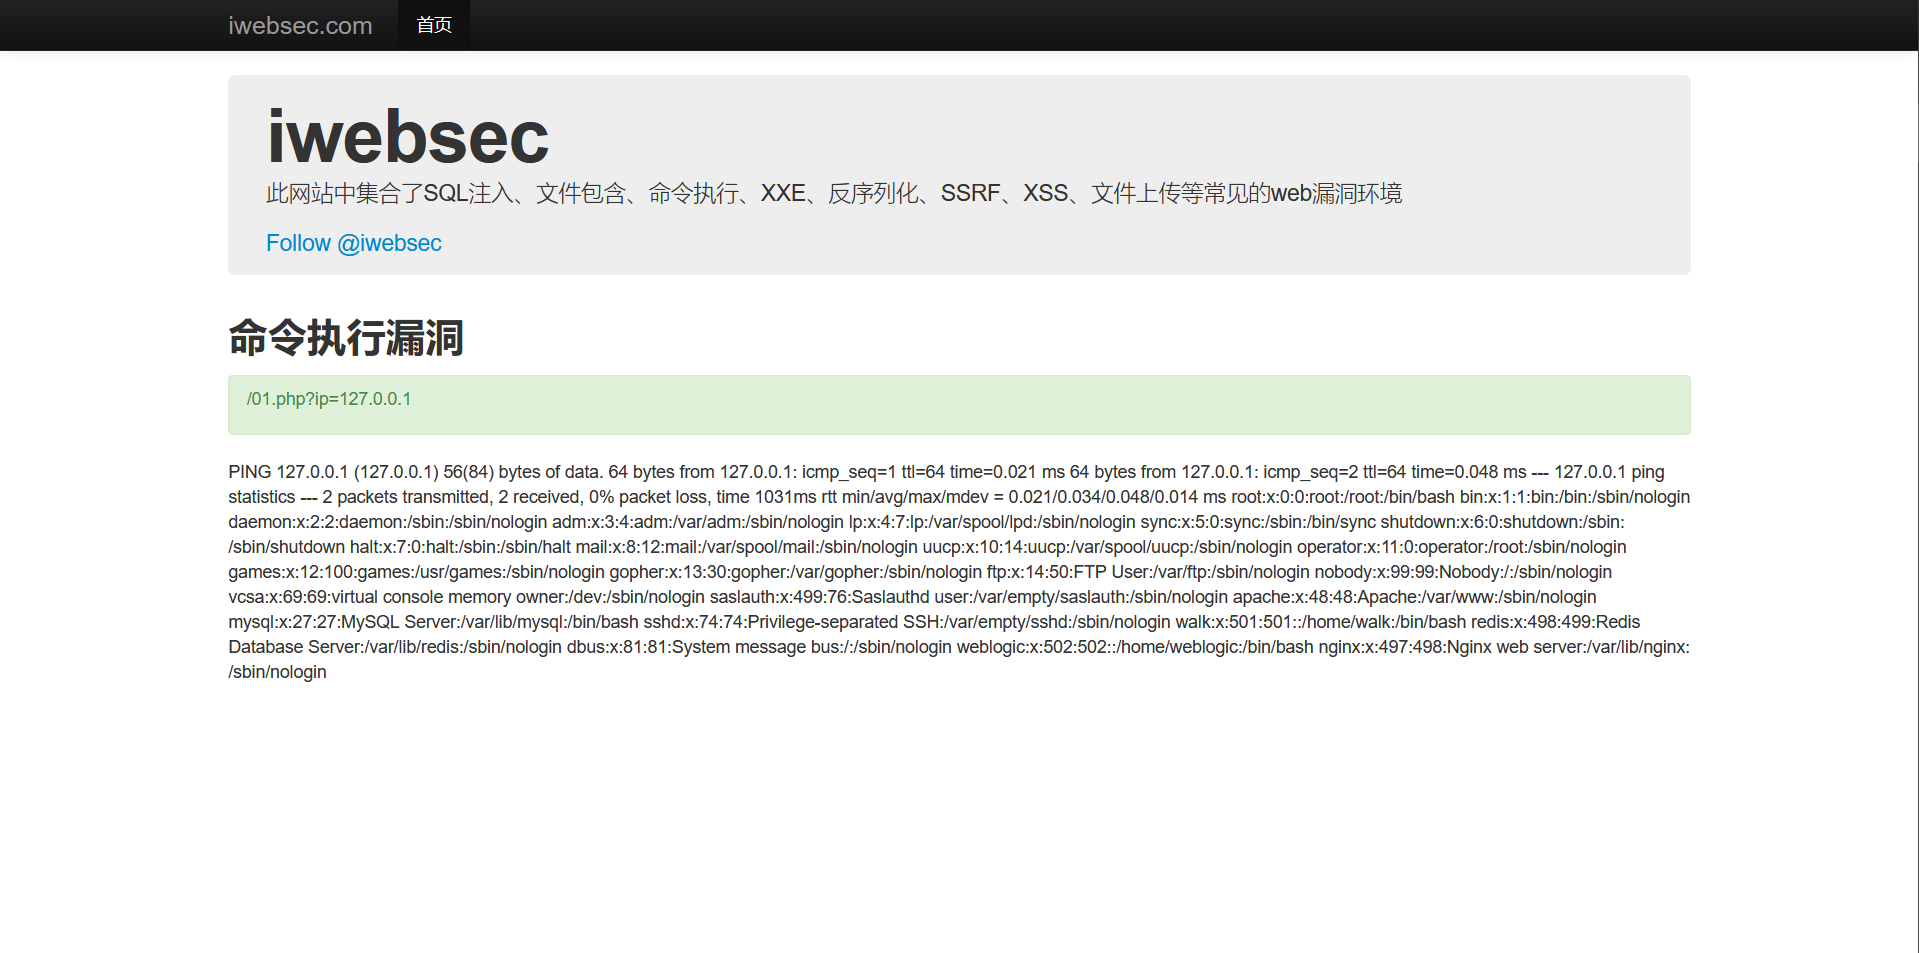 iwebsec.com 首页
iwebsec
此网站中集合了SQL注入、文件包含、命令执行、XXE、反序列化、SSRF、XSS、文件上传等常见的web漏洞环境
Follow @iwebsec
命令执行漏洞
/01.php?ip=127.0.0.1
PING 127.0.0.1 (127.0.0.1) 56(84) bytes of data. 64 bytes from 127.0.0.1: icmp_seq=1 ttl=64 time=0.021 ms 64 bytes from 127.0.0.1: icmp_seq=2 ttl=64 time=0.048 ms --- 127.0.0.1 ping
statistics --- 2 packets transmitted, 2 received, 0% packet loss, time 1031ms rtt min/avg/max/mdev = 0.021/0.034/0.048/0.014 ms root:x:0:0:root:/root:/bin/bash bin:x:1:1:bin:/bin:/sbin/nologin
daemon:x:2:2:daemon:/sbin:/sbin/nologin adm:x:3:4:adm:/var/adm:/sbin/nologin lp:x:4:7:lp:/var/spool/lpd:/sbin/nologin sync:x:5:0:sync:/sbin:/bin/sync shutdown:x:6:0:shutdown:/sbin:
/sbin/shutdown halt:x:7:0:halt:/sbin:/sbin/halt mail:x:8:12:mail:/var/spool/mail:/sbin/nologin uucp:x:10:14:uucp:/var/spool/uucp:/sbin/nologin operator:x:11:0:operator:/root:/sbin/nologin
games:x:12:100:games:/usr/games:/sbin/nologin gopher:x:13:30:gopher:/var/gopher:/sbin/nologin ftp:x:14:50:FTP User:/var/ftp:/sbin/nologin nobody:x:99:99:Nobody:/:/sbin/nologin
vcsa:x:69:69:virtual console memory owner:/dev:/sbin/nologin saslauth:x:499:76:Saslauthd user:/var/empty/saslauth:/sbin/nologin apache:x:48:48:Apache:/var/www:/sbin/nologin
mysql:x:27:27:MySQL Server:/var/lib/mysql:/bin/bash sshd:x:74:74:Privilege-separated SSH:/var/empty/sshd:/sbin/nologin walk:x:501:501::/home/walk:/bin/bash redis:x:498:499:Redis
Database Server:/var/lib/redis:/sbin/nologin dbus:x:81:81:System message bus:/:/sbin/nologin weblogic:x:502:502::/home/weblogic:/bin/bash nginx:x:497:498:Nginx web server:/var/lib/nginx:
/sbin/nologin